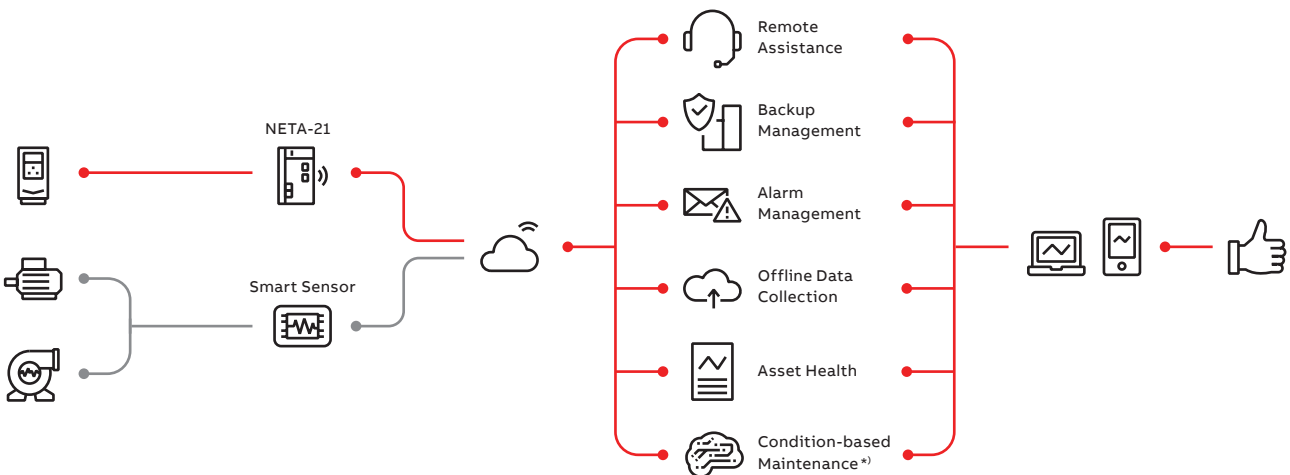 NETA-21
Smart Sensor
Remote
Assistance
Backup
Management
Alarm
Management
Offline Data
Collection
Asset Health
Condition-based
Maintenance *)